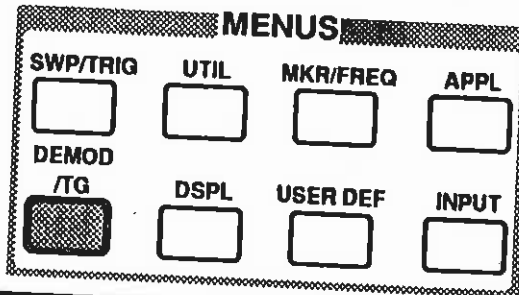 MENUS
SWP/TRIG UTIL MKR/FREQ APPL
DEMOD
/TG DSPL USER DEF INPUT